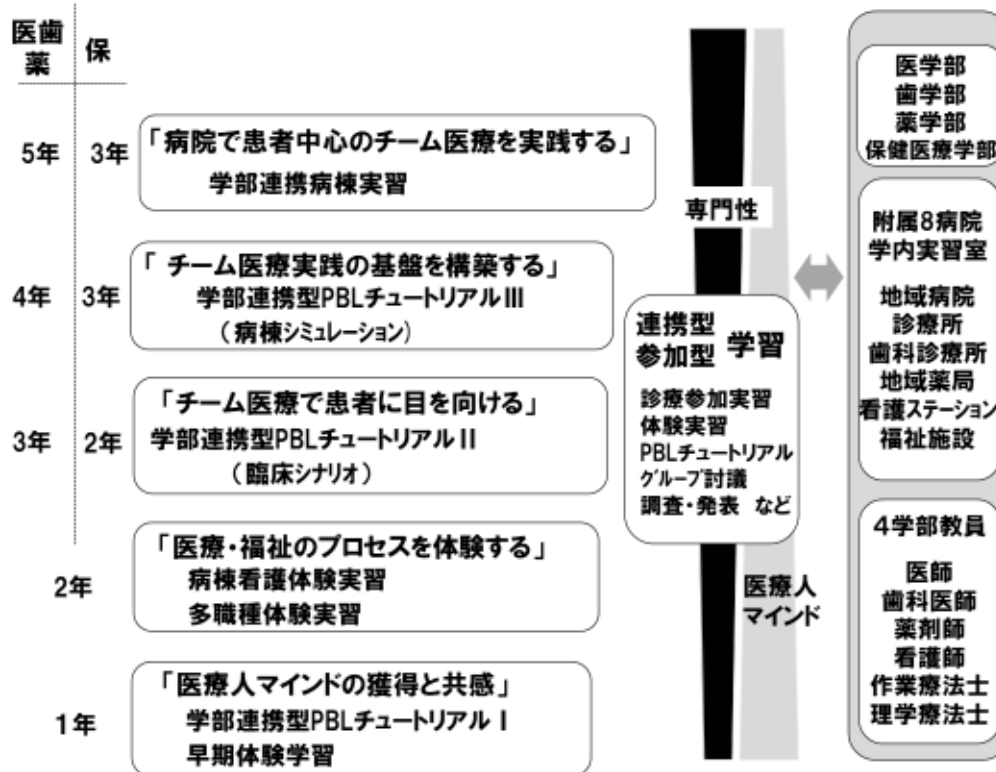 医歯薬
保
5年
3年
「病院で患者中心のチーム医療を実践する」
学部連携病棟実習
4年
3年
「 チーム医療実践の基盤を構築する」
学部連携型PBLチュートリアルⅢ
（病棟シミュレーション）
3年
2年
「チーム医療で患者に目を向ける」
学部連携型PBLチュートリアルⅡ
（臨床シナリオ）
2年
「医療・福祉のプロセスを体験する」
病棟看護体験実習
多職種体験実習
1年
「医療人マインドの獲得と共感」
学部連携型PBLチュートリアルⅠ
早期体験学習
専門性
連携型
参加型
学習
診療参加実習
体験実習
PBLチュートリアル
グループ討議
調査・発表 など
医療人
マインド
医学部
歯学部
薬学部
保健医療学部
附属8病院
学内実習室
地域病院
診療所
歯科診療所
地域薬局
看護ステーション
福祉施設
4学部教員
医師
歯科医師
薬剤師
看護師
作業療法士
理学療法士